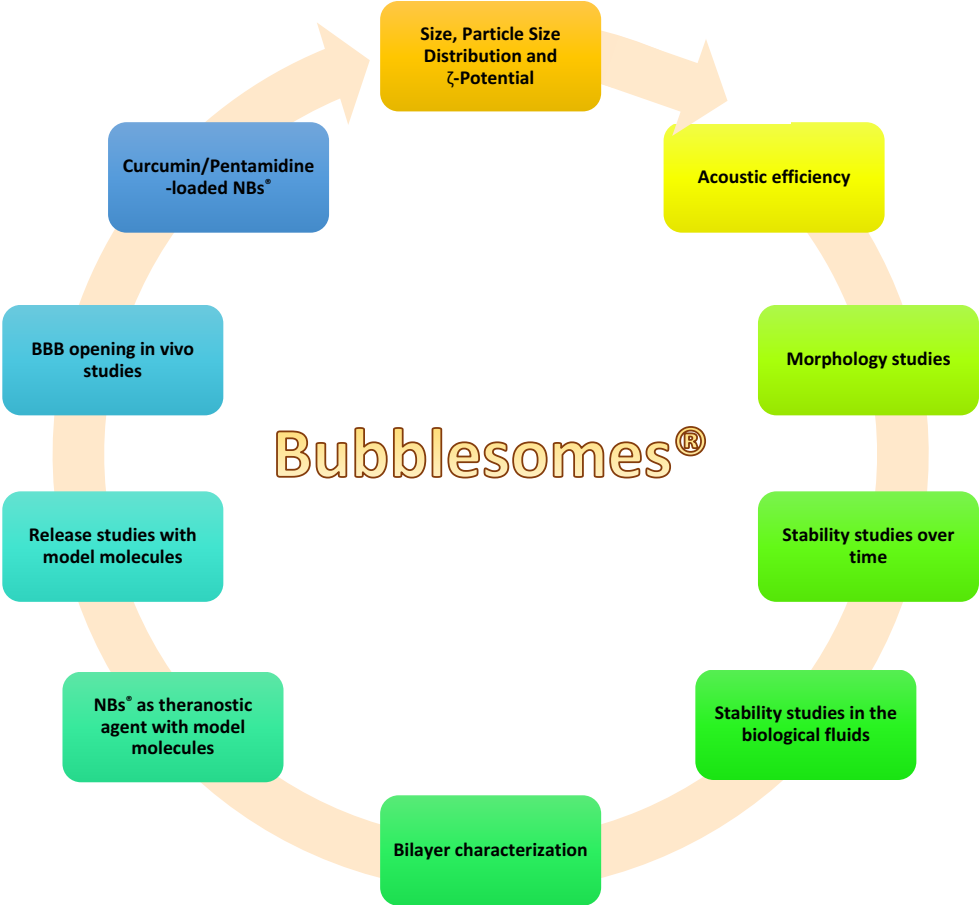 Size, Particle Size
Distribution and
ζ-Potential
Acoustic efficiency
Morphology studies
Stability studies over
time
Stability studies in the
biological fluids
Bilayer characterization
NBs® as theranostic
agent with model
molecules
Release studies with
model molecules
BBB opening in vivo
studies
Curcumin/Pentamidine
-loaded NBs®
Bubblesomes®